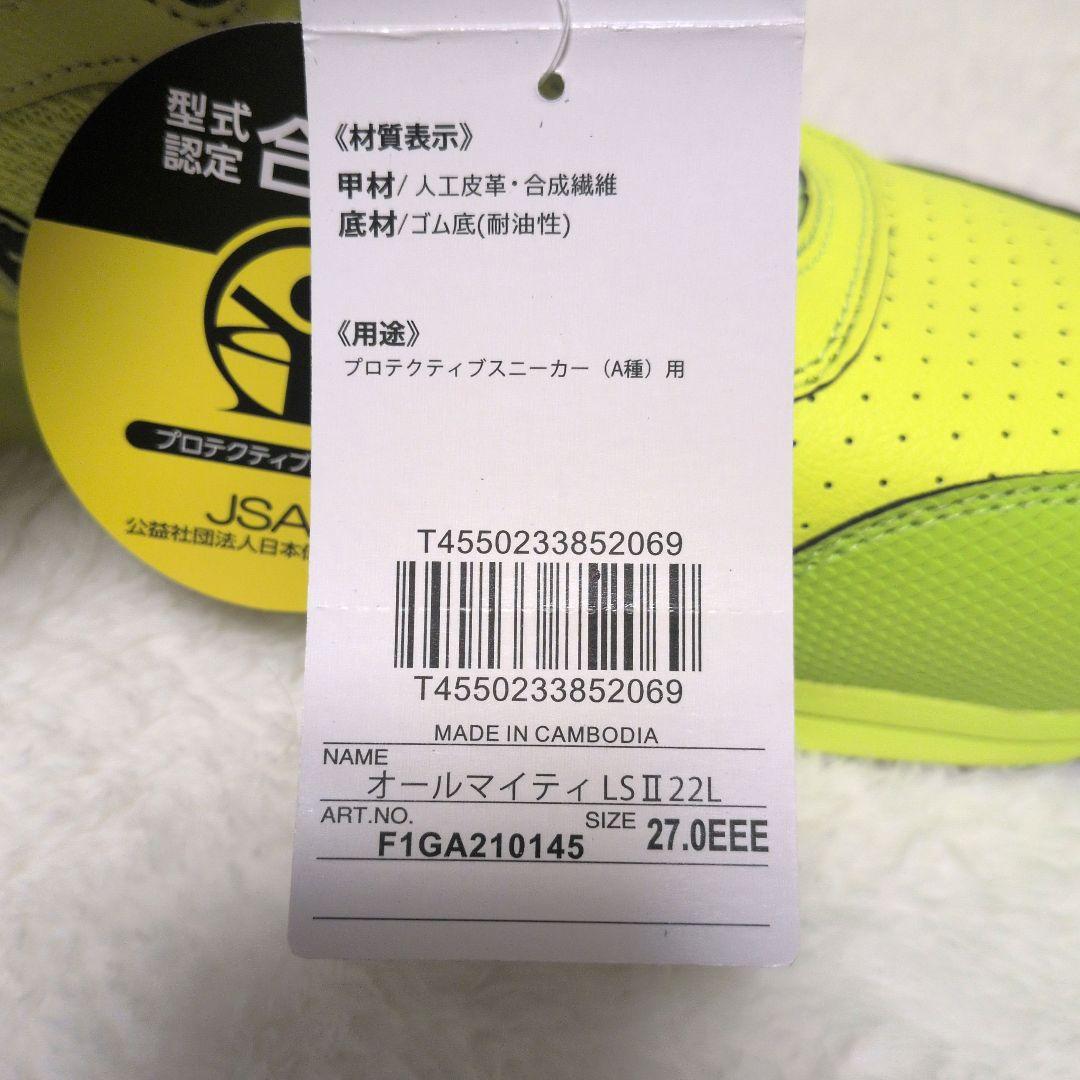 型式
認定
合
プロテクティブ
JSA
公益社団法人日本
《材質表示》
甲材/人工皮革・合成繊維
底材/ゴム底(耐油性)
《用途》
プロテクティブスニーカー（A種）用
T4550233852069
T4550233852069
MADE IN CAMBODIA
NAME
オールマイティ LSⅡ22L
ART.NO.
F1GA210145
SIZE 27.0EEE